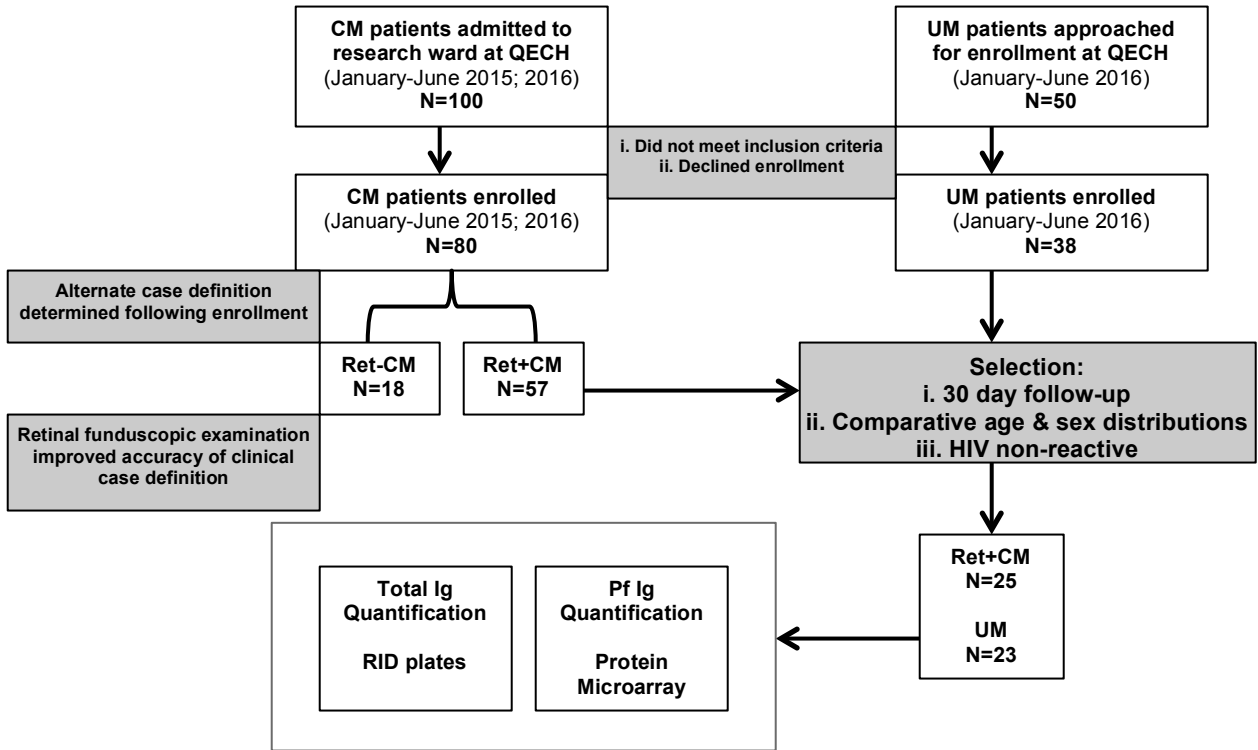 CM patients admitted to
research ward at QECH
(January-June 2015; 2016)
N=100
UM patients approached
for enrollment at QECH
(January-June 2016)
N=50
i. Did not meet inclusion criteria
ii. Declined enrollment
CM patients enrolled
(January-June 2015; 2016)
N=80
UM patients enrolled
(January-June 2016)
N=38
Alternate case definition
determined following enrollment
Ret-CM
N=18
Ret+CM
N=57
Selection:
i. 30 day follow-up
ii. Comparative age & sex distributions
iii. HIV non-reactive
Retinal funduscopic examination
improved accuracy of clinical
case definition
Ret+CM
N=25
UM
N=23
Total Ig
Quantification
RID plates
Pf Ig
Quantification
Protein
Microarray